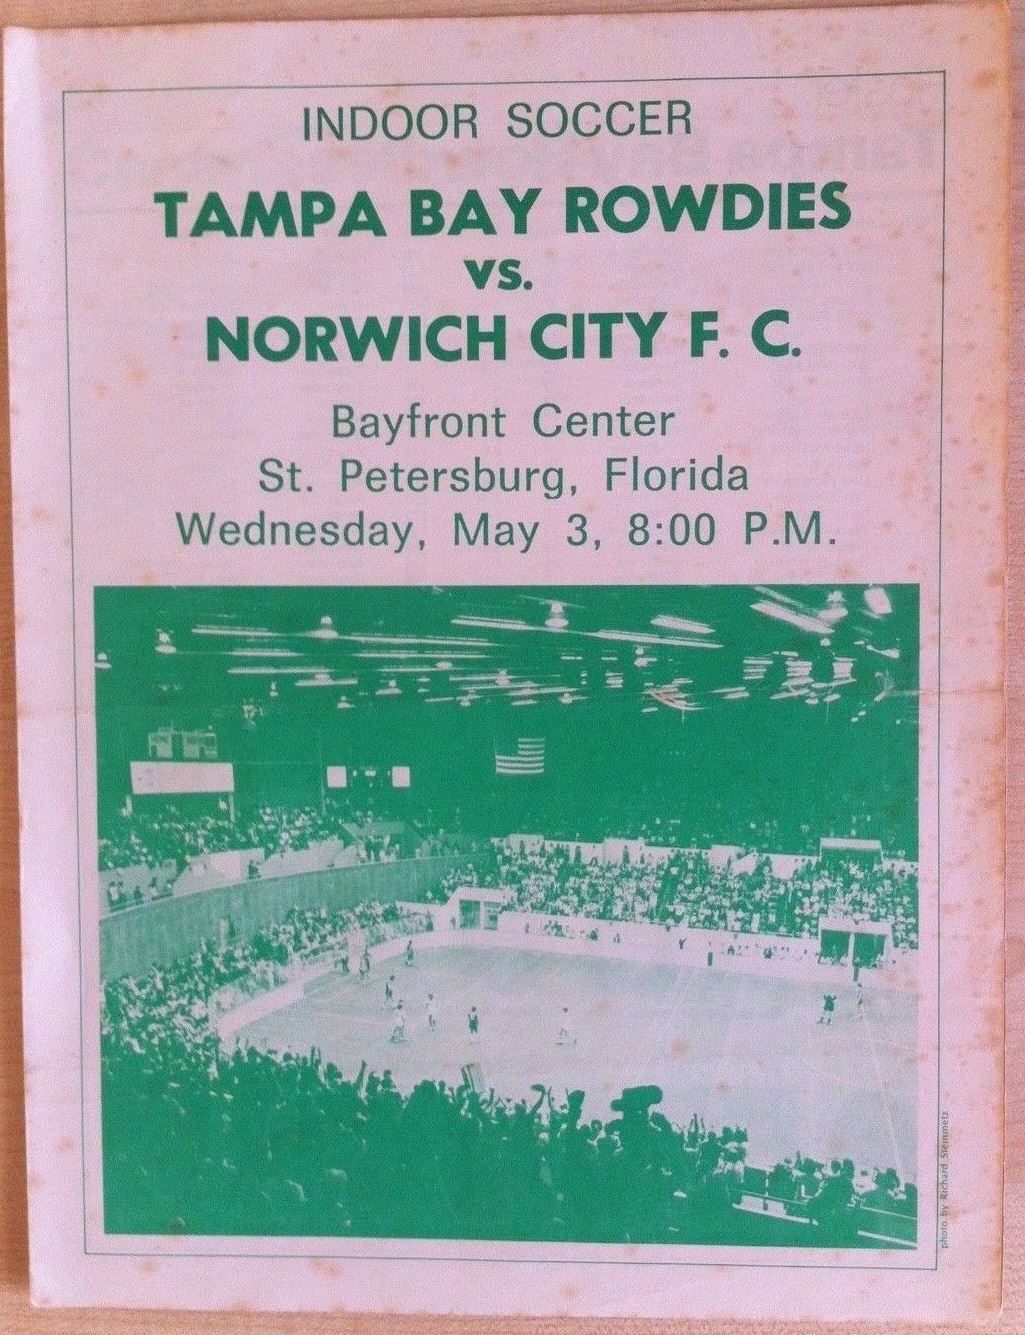 INDOOR SOCCER
TAMPA BAY ROWDIES
vs.
NORWICH CITY F. C.
Bayfront Center
St. Petersburg, Florida
Wednesday, May 3, 8:00 P.M.
photo by Richard Steinmetz